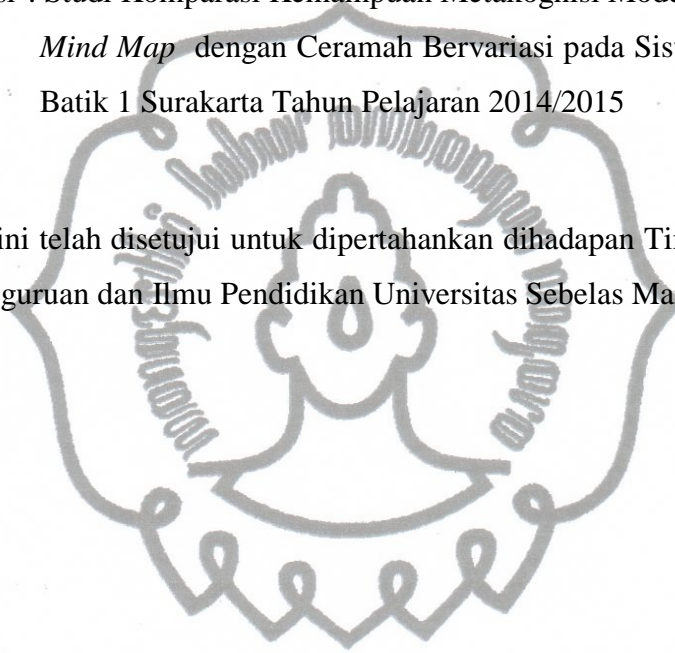 si : Studi Komparasi Kemampuan Metakognisi Mode
Mind Map dengan Ceramah Bervariasi pada Sis
Batik 1 Surakarta Tahun Pelajaran 2014/2015
ini telah disetujui untuk dipertahankan dihadapan Ti
guruan dan Ilmu Pendidikan Universitas Sebelas Ma